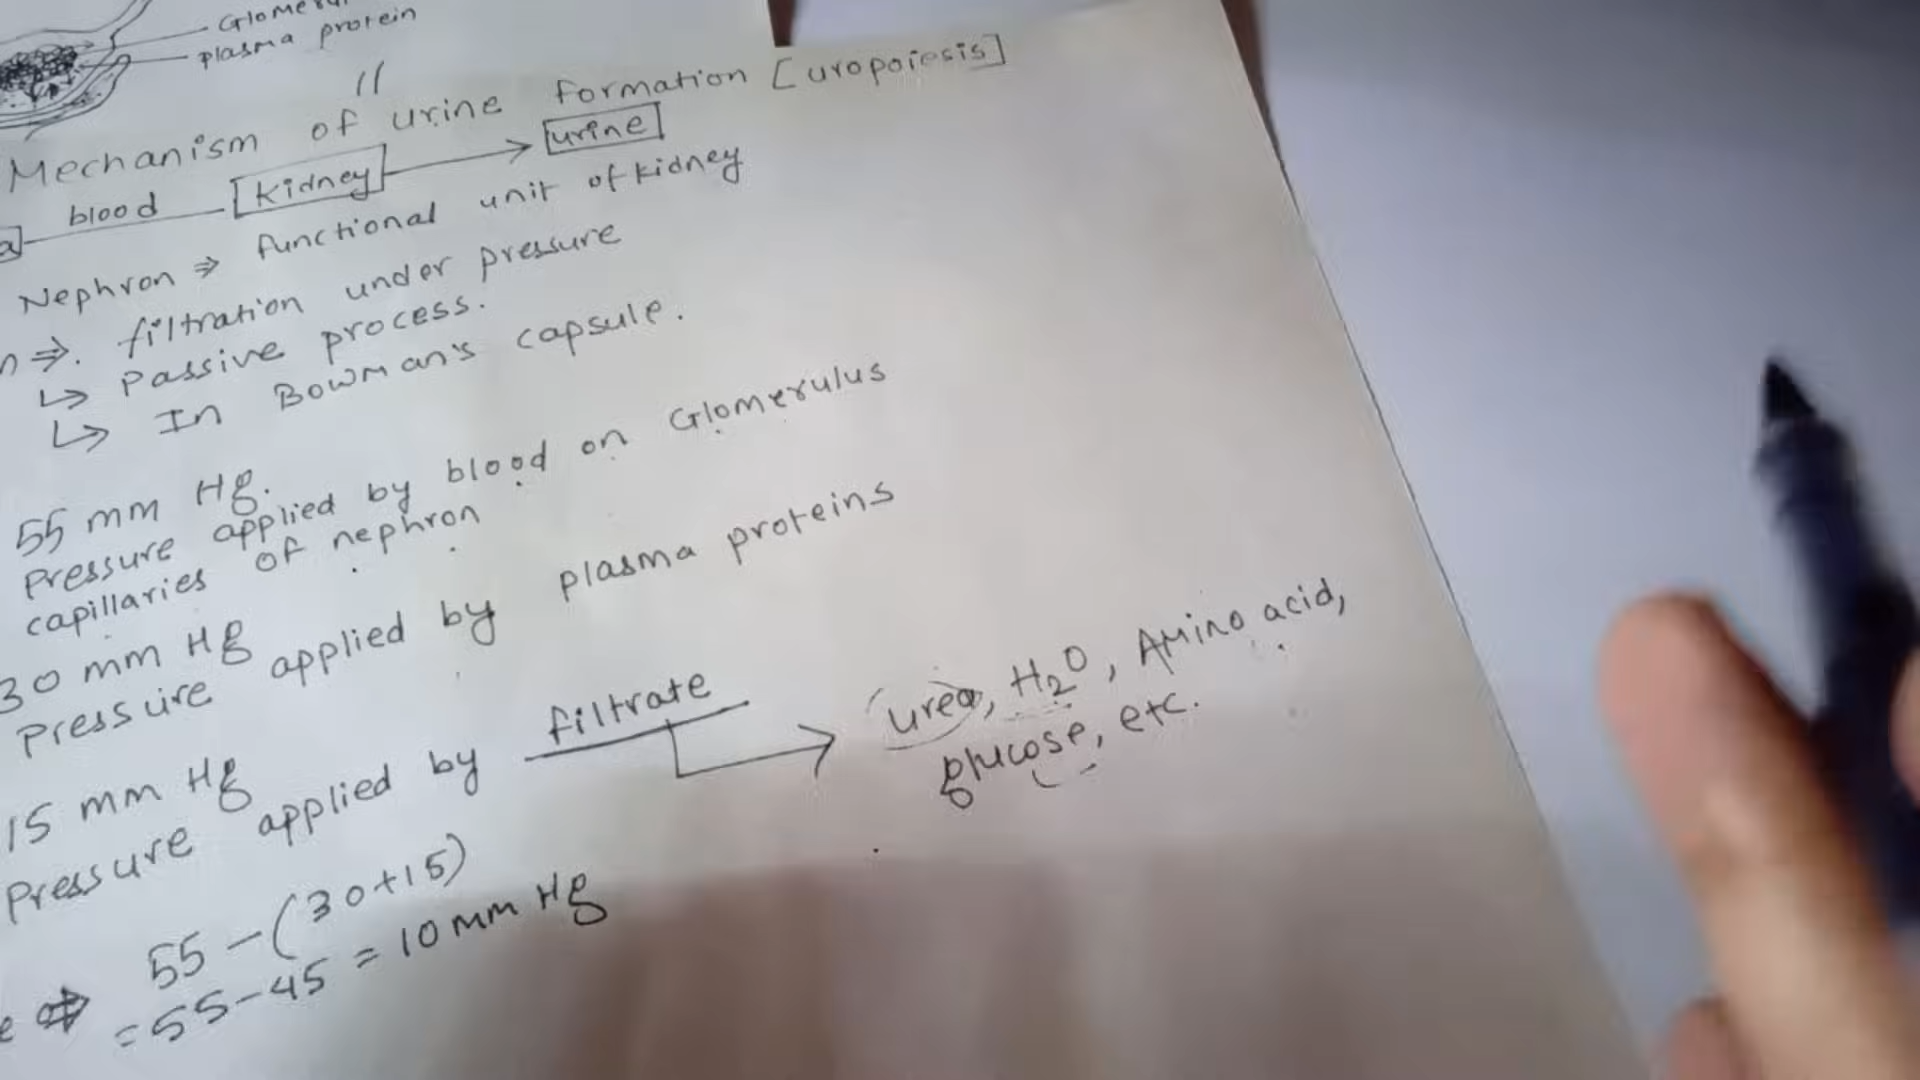 plasma protein
Mechanism of urine formation [uropoiesis]
blood [kidney] → [urine]
Nephron ⇒ functional unit of kidney
⇒. filtration under pressure
↳ Passive process.
↳ In Bowman's capsule.
55 mm Hg.
Pressure applied by blood on Glomerulus
capillaries of nephron
30 mm Hg
Pressure applied by plasma proteins
15 mm Hg
Pressure applied by filtrate → urea, H2O, Amino acid,
glucose, etc.
⇒ 55-(30+15)
=55-45 = 10 mm Hg